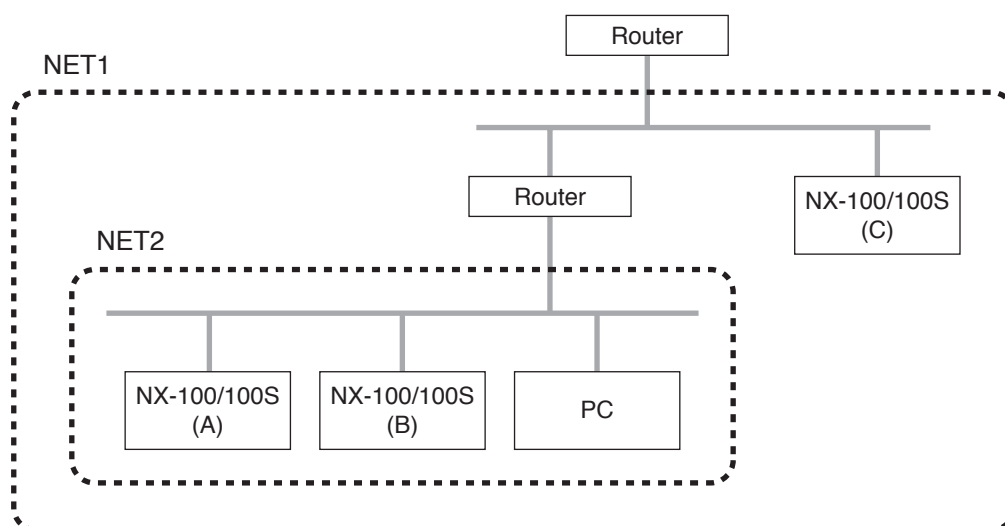 Router
NET1
Router
NX-100/100S
(C)
NET2
NX-100/100S
(A)
NX-100/100S
(B)
PC